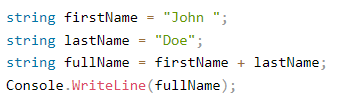 string firstName = "John ";
string lastName = "Doe";
string fullName = firstName + lastName;
Console.WriteLine(fullName);